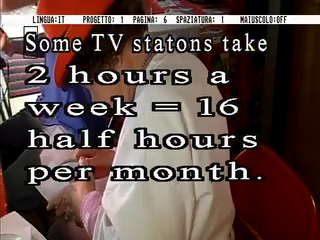 LINGUA:IT PROGETTO: 1 PAGINA: 6 SPAZIATURA: 1 MAIUSCOLO:OFF
Some TV statons take
2 hours a
week = 16
half hours
per month.